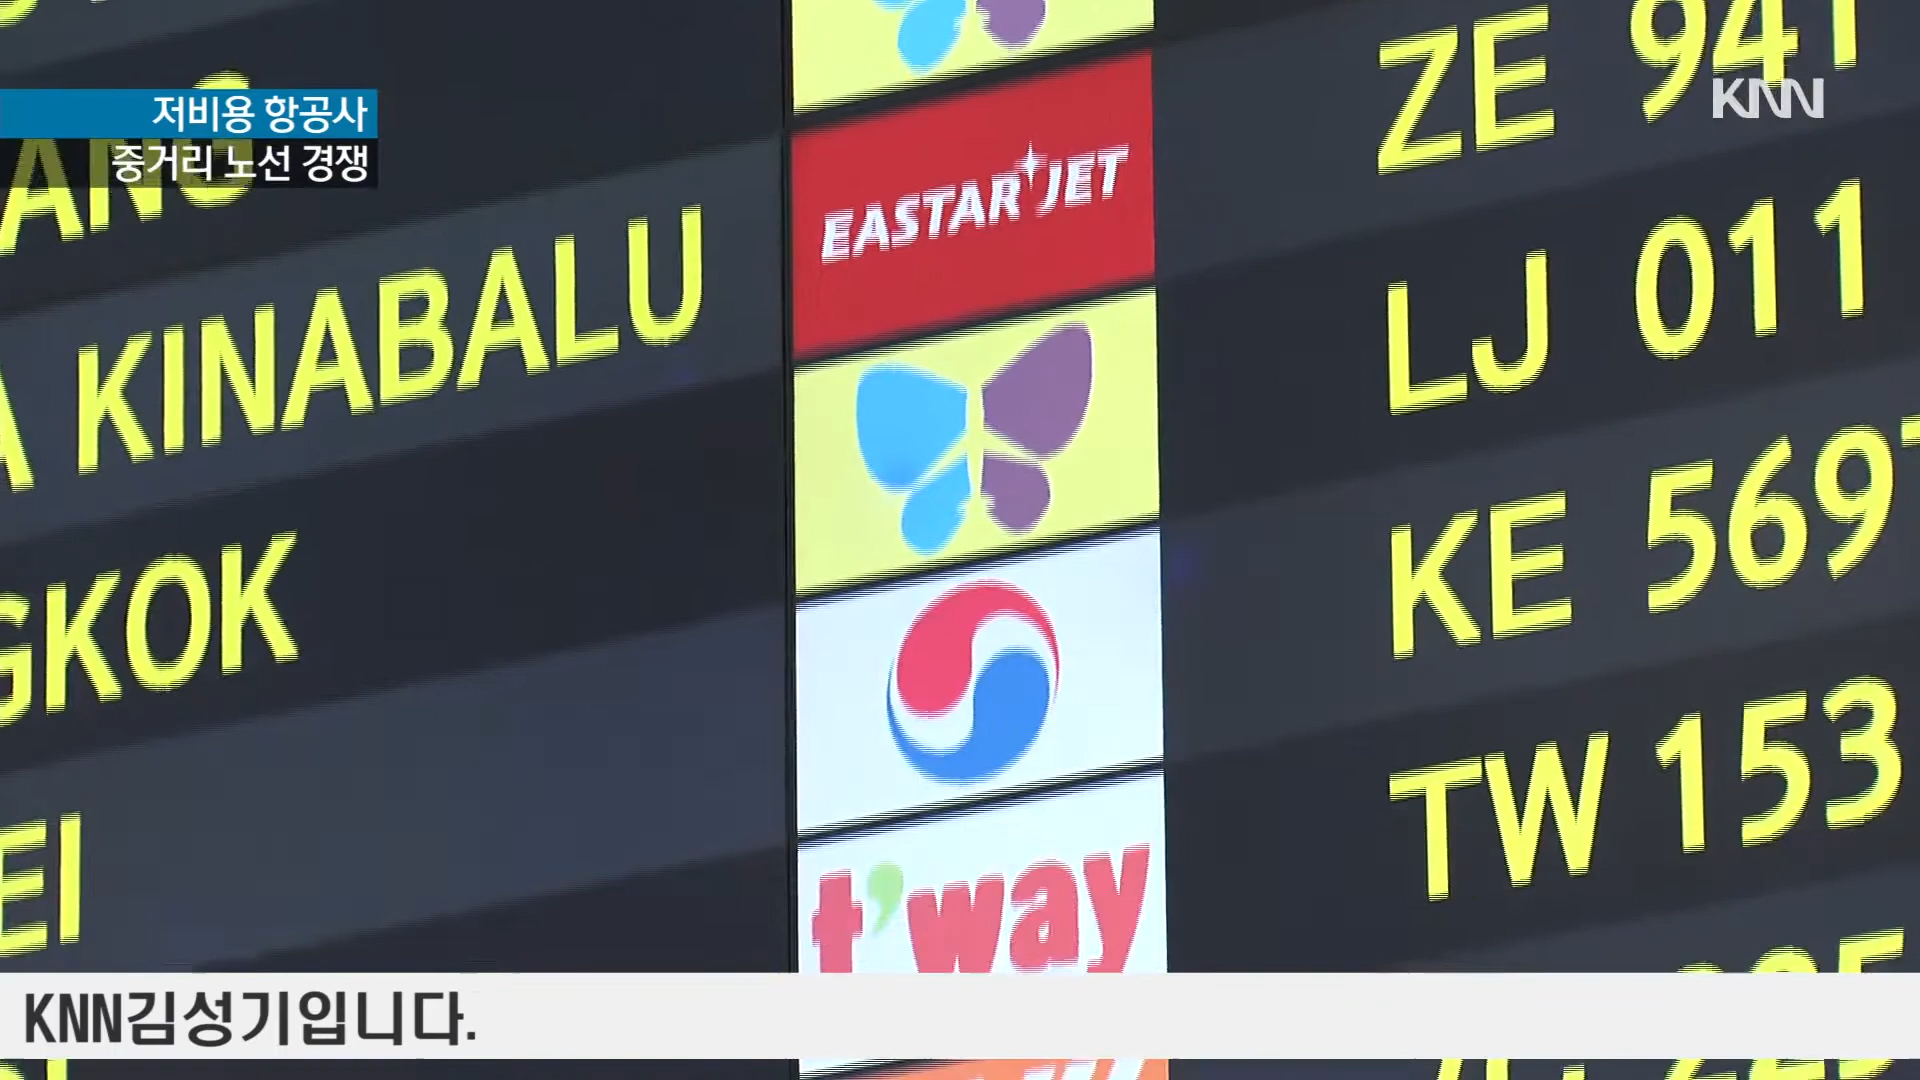 저비용 항공사
중거리 노선 경쟁
KNN
ANG
ZE 941
EASTAR JET
A KINABALU
LJ 011
GKOK
KE 569
EI
TW 153
t'way
KNN김성기입니다.